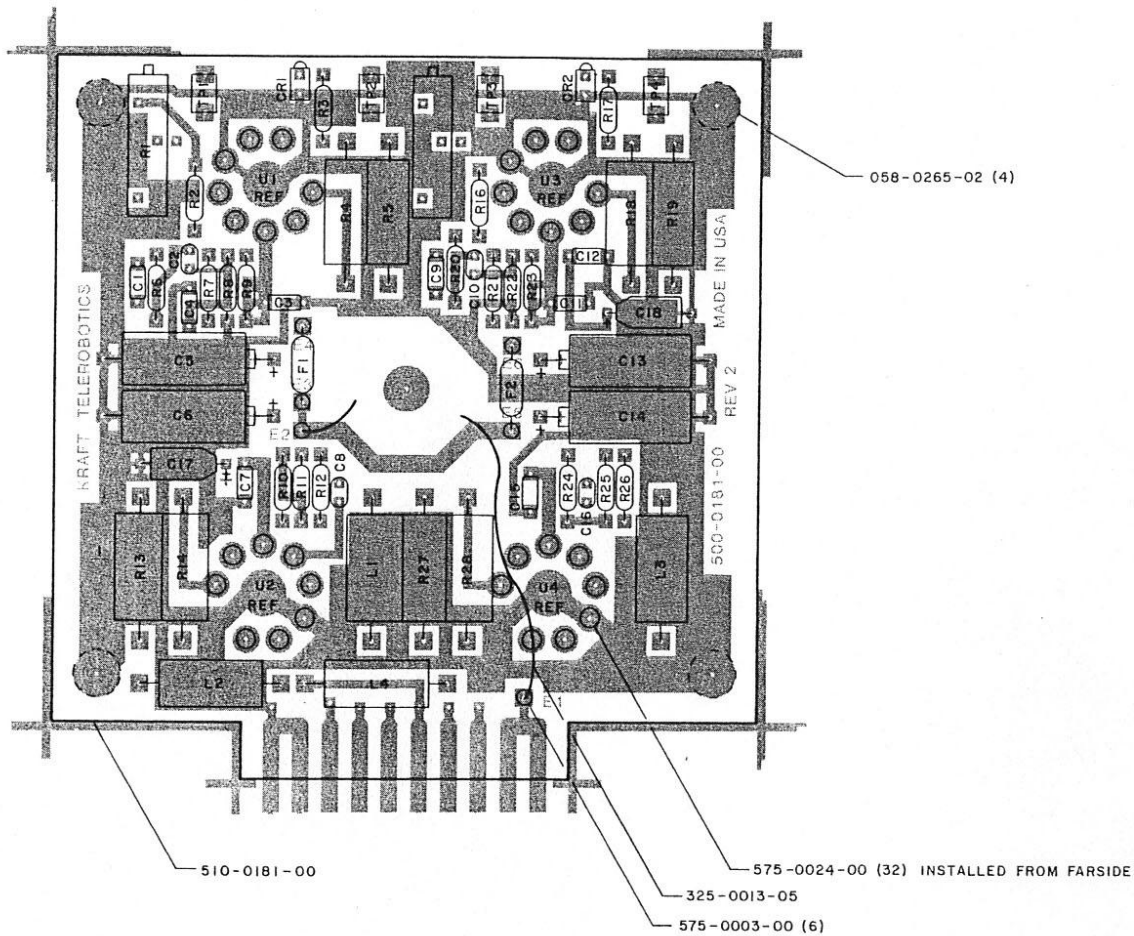 CR1
CR2
TP1
R3
TP2
TP3
R17
TP4
058-0265-02 (4)
R1
U1
REF
U3
REF
R2
R4
R5
R16
R18
R19
MADE IN USA
C2
C9
R20
C12
R6
R7
R8
R9
C10
R21
R22
R23
C4
C3
C11
C18
KRAFT TELEROBOTICS
C5
+
F1
F2
+
C13
REV 2
C6
+
+
C14
E2
C17
C7
R10
R11
R12
C8
C15
R24
C16
R25
R26
500-0181-00
R13
R14
U2
REF
L1
R27
R28
U4
REF
L3
L2
L4
510-0181-00
575-0024-00 (32) INSTALLED FROM FARSIDE
325-0013-05
575-0003-00 (6)